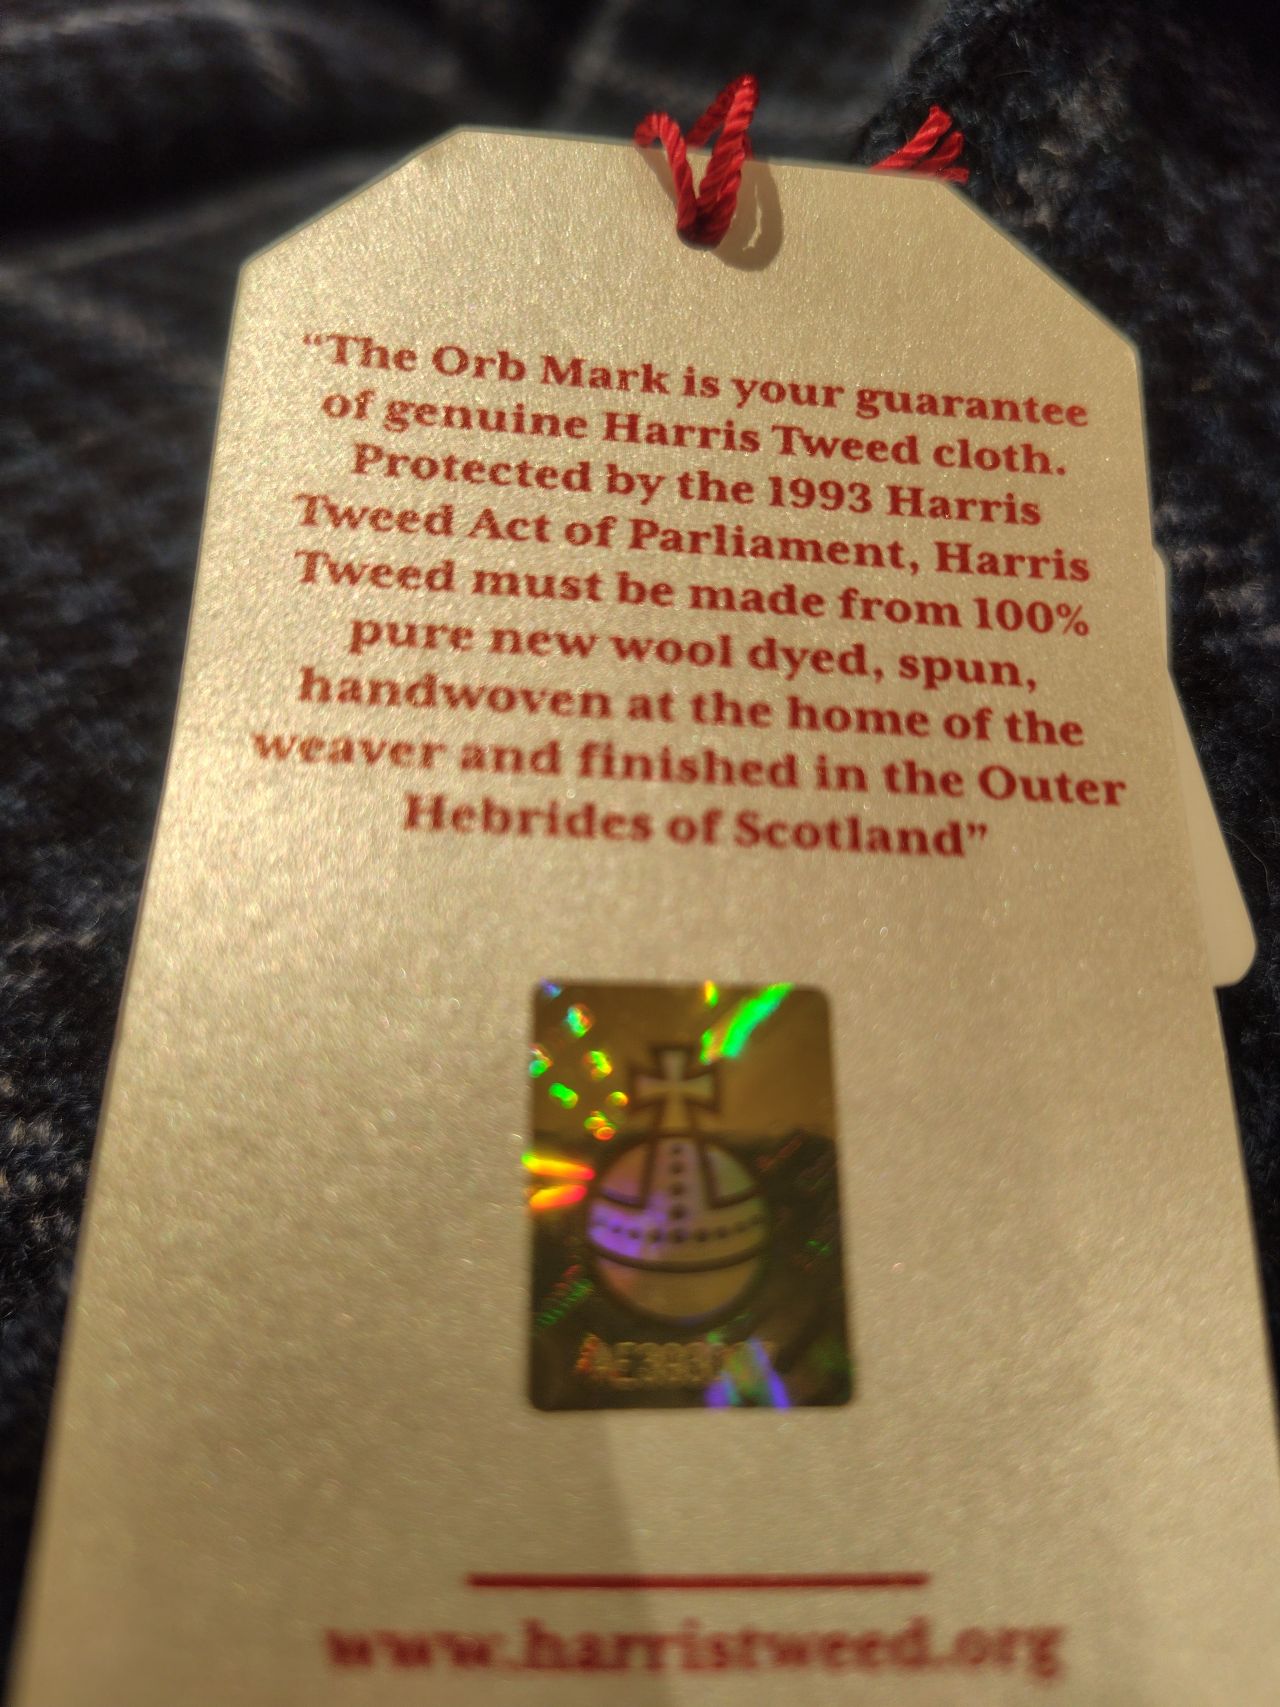 “The Orb Mark is your guarantee
of genuine Harris Tweed cloth.
Protected by the 1993 Harris
Tweed Act of Parliament, Harris
Tweed must be made from 100%
pure new wool dyed, spun,
handwoven at the home of the
weaver and finished in the Outer
Hebrides of Scotland”
www.harristweed.org